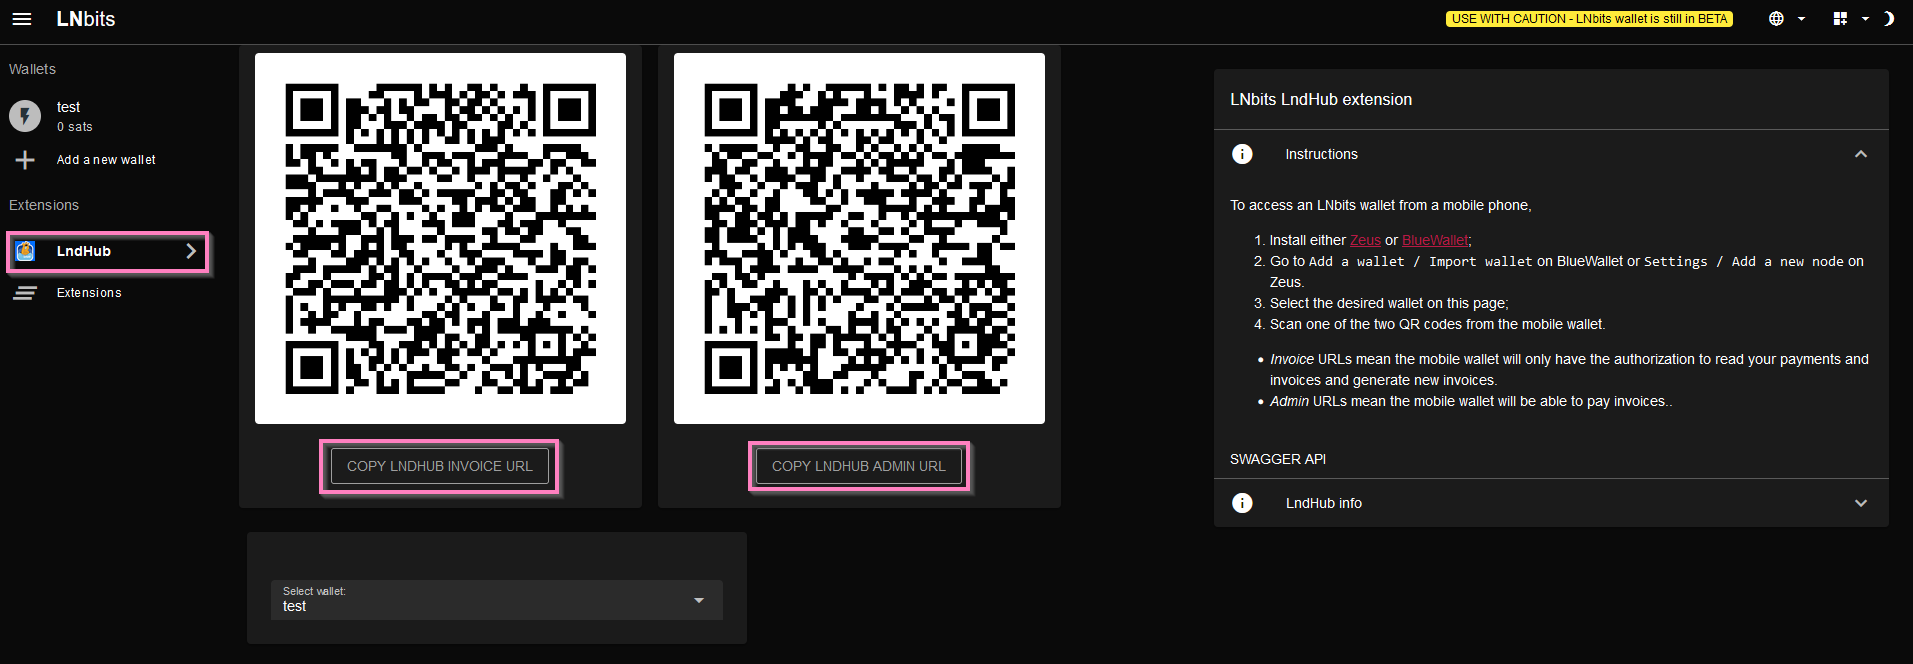 LNbits
USE WITH CAUTION - LNbits wallet is still in BETA
Wallets
test
0 sats
Add a new wallet
Extensions
LndHub
Extensions
COPY LNDHUB INVOICE URL
COPY LNDHUB ADMIN URL
Select wallet:
test
LNbits LndHub extension
Instructions
To access an LNbits wallet from a mobile phone,
1. Install either Zeus or BlueWallet;
2. Go to Add a wallet / Import wallet on BlueWallet or Settings / Add a new node on
Zeus.
3. Select the desired wallet on this page;
4. Scan one of the two QR codes from the mobile wallet.
• Invoice URLs mean the mobile wallet will only have the authorization to read your payments and
invoices and generate new invoices.
• Admin URLs mean the mobile wallet will be able to pay invoices..
SWAGGER API
LndHub info